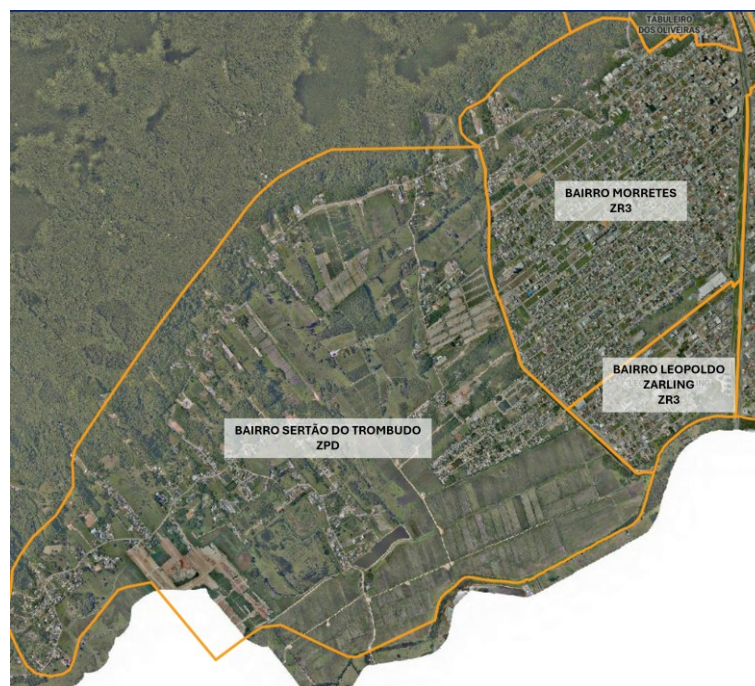 TABULEIRO
DOS OLIVEIRAS
BAIRRO MORRETES
ZR3
BAIRRO LEOPOLDO
ZARLING
ZR3
BAIRRO SERTÃO DO TROMBUDO
ZPD